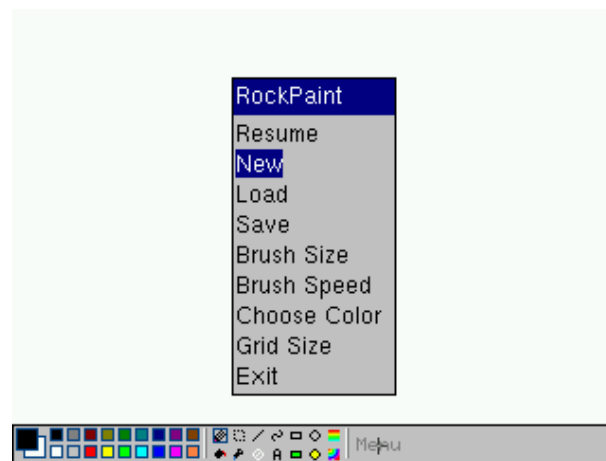 RockPaint
Resume
New
Load
Save
Brush Size
Brush Speed
Choose Color
Grid Size
Exit
A
Menu